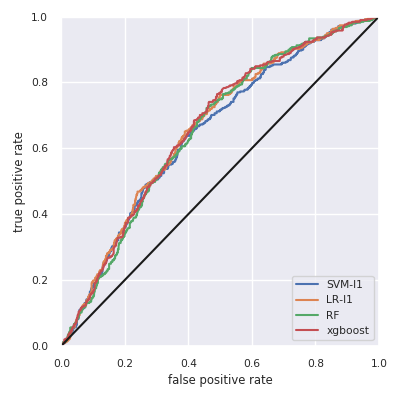 1.0
0.8
0.6
0.4
0.2
0.0
true positive rate
0.0 0.2 0.4 0.6 0.8 1.0
false positive rate
SVM-l1
LR-l1
RF
xgboost